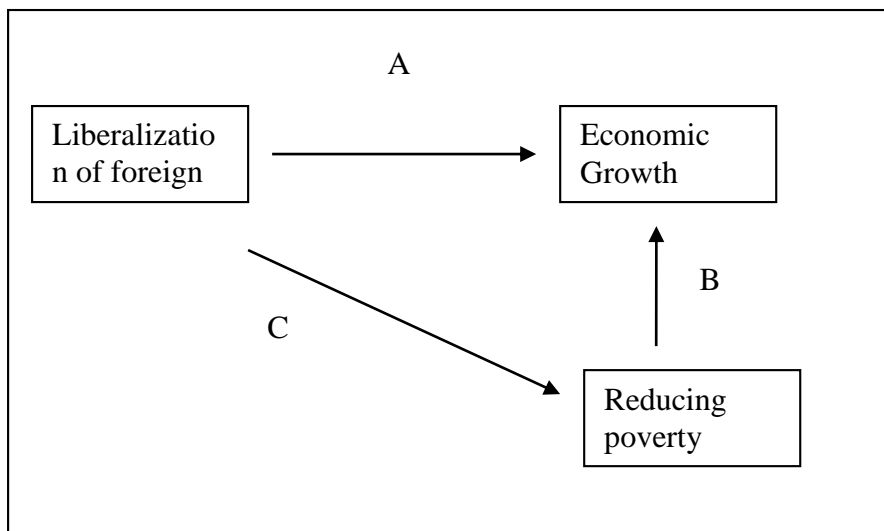 A
Liberalizatio
n of foreign
Economic
Growth
B
C
Reducing
poverty